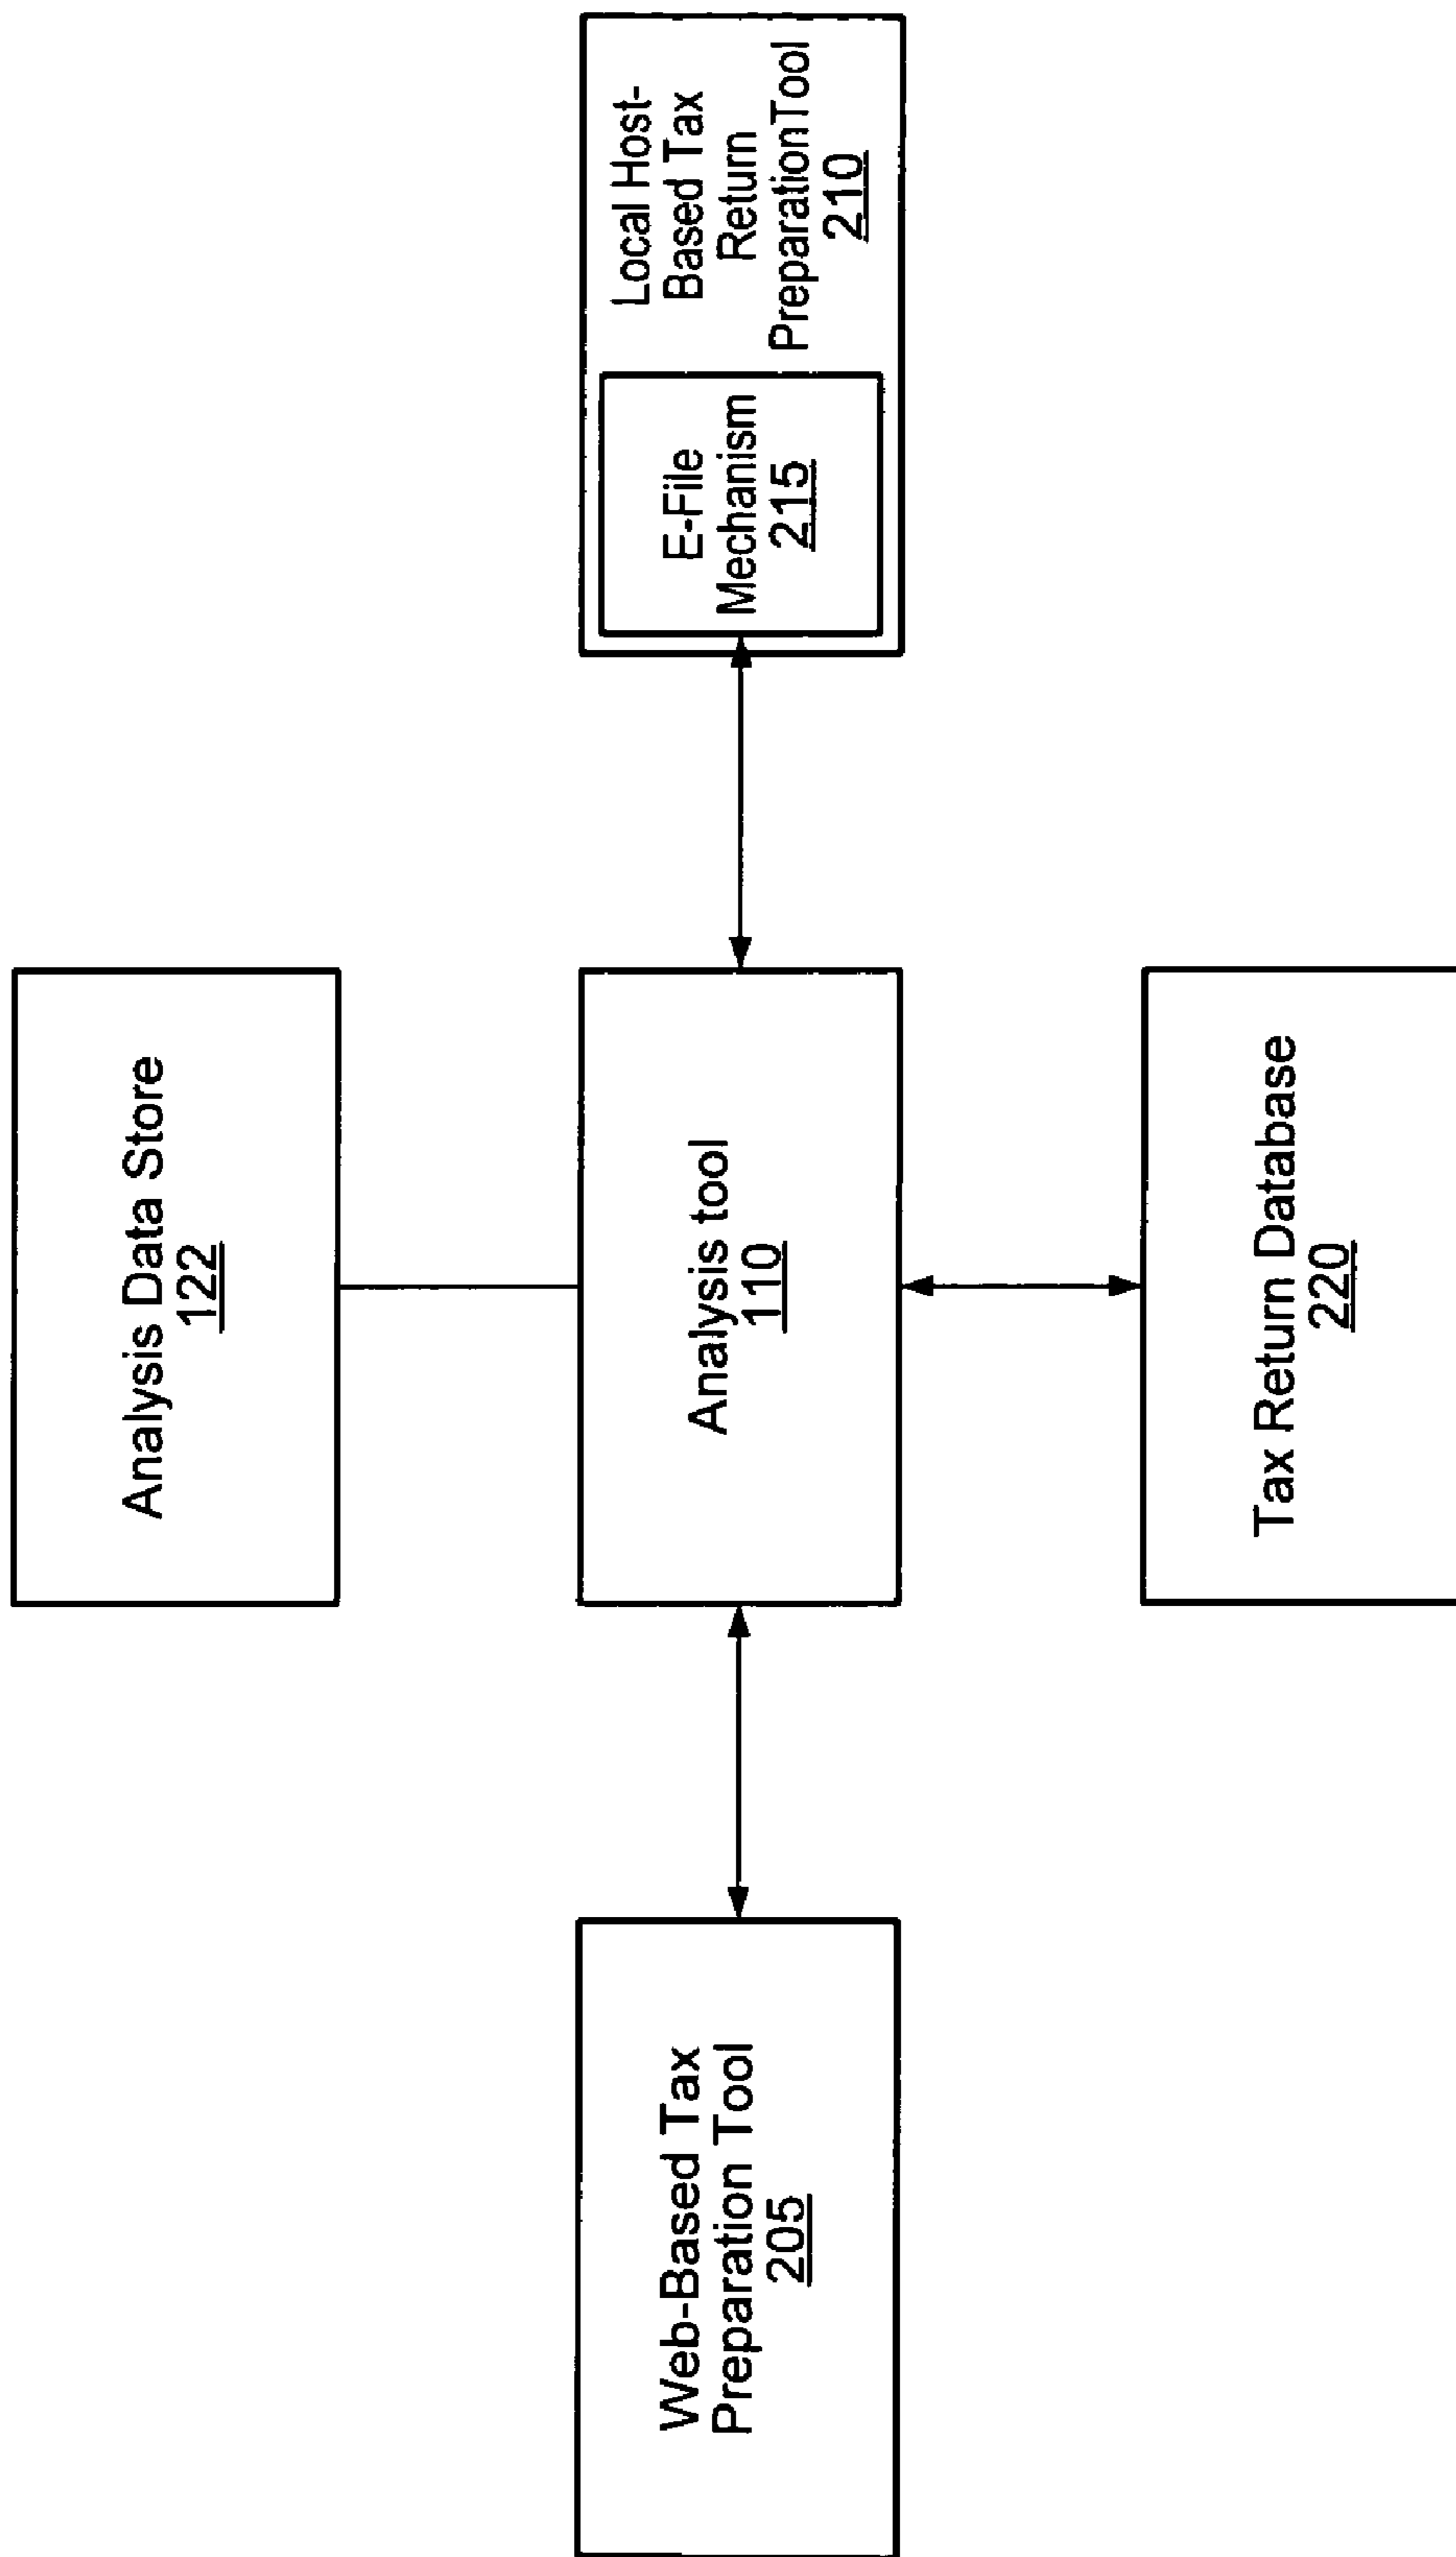 Analysis Data Store
122
Web-Based Tax
Preparation Tool
205
Analysis tool
110
E-File
Mechanism
215
Local Host-
Based Tax
Return
PreparationTool
210
Tax Return Database
220